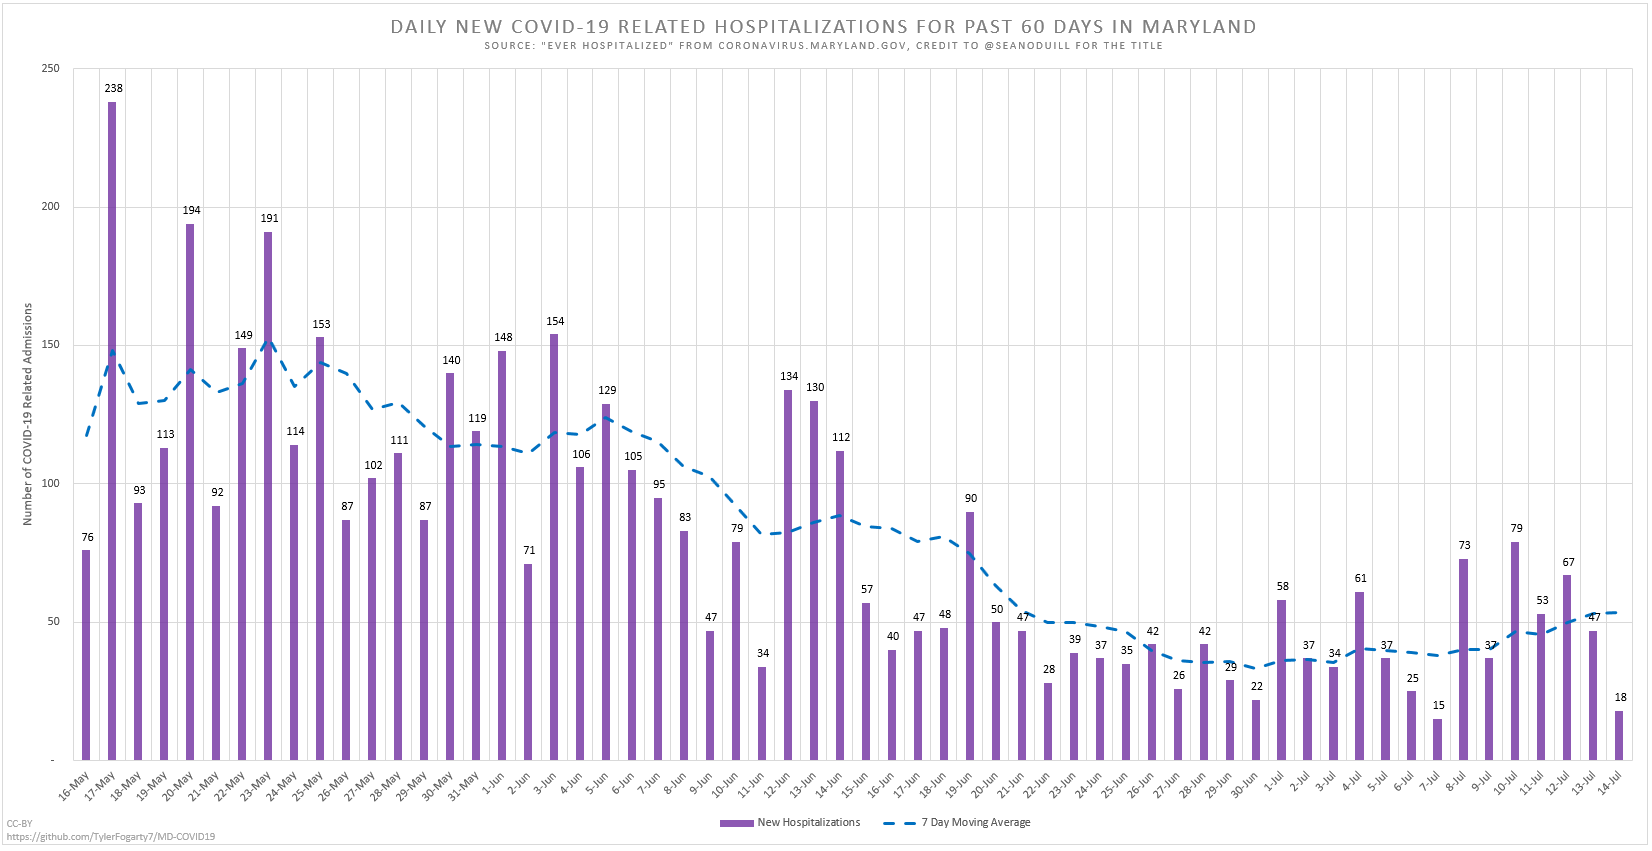 DAILY NEW COVID-19 RELATED HOSPITALIZATIONS FOR PAST 60 DAYS IN MARYLAND
SOURCE: "EVER HOSPITALIZED" FROM CORONAVIRUS.MARYLAND.GOV, CREDIT TO @SEANODUILL FOR THE TITLE
Number of COVID-19 Related Admissions
250
200
150
100
50
-
76
238
93
113
194
92
149
191
114
153
87
102
111
87
140
119
148
71
154
106
129
105
95
83
47
79
34
134
130
112
57
40
47
48
90
50
47
28
39
37
35
42
26
42
29
22
58
37
34
61
37
25
15
73
37
79
53
67
47
18
16-May
17-May
18-May
19-May
20-May
21-May
22-May
23-May
24-May
25-May
26-May
27-May
28-May
29-May
30-May
31-May
1-Jun
2-Jun
3-Jun
4-Jun
5-Jun
6-Jun
7-Jun
8-Jun
9-Jun
10-Jun
11-Jun
12-Jun
13-Jun
14-Jun
15-Jun
16-Jun
17-Jun
18-Jun
19-Jun
20-Jun
21-Jun
22-Jun
23-Jun
24-Jun
25-Jun
26-Jun
27-Jun
28-Jun
29-Jun
30-Jun
1-Jul
2-Jul
3-Jul
4-Jul
5-Jul
6-Jul
7-Jul
8-Jul
9-Jul
10-Jul
11-Jul
12-Jul
13-Jul
14-Jul
New Hospitalizations
7 Day Moving Average
CC-BY
https://github.com/TylerFogarty7/MD-COVID19